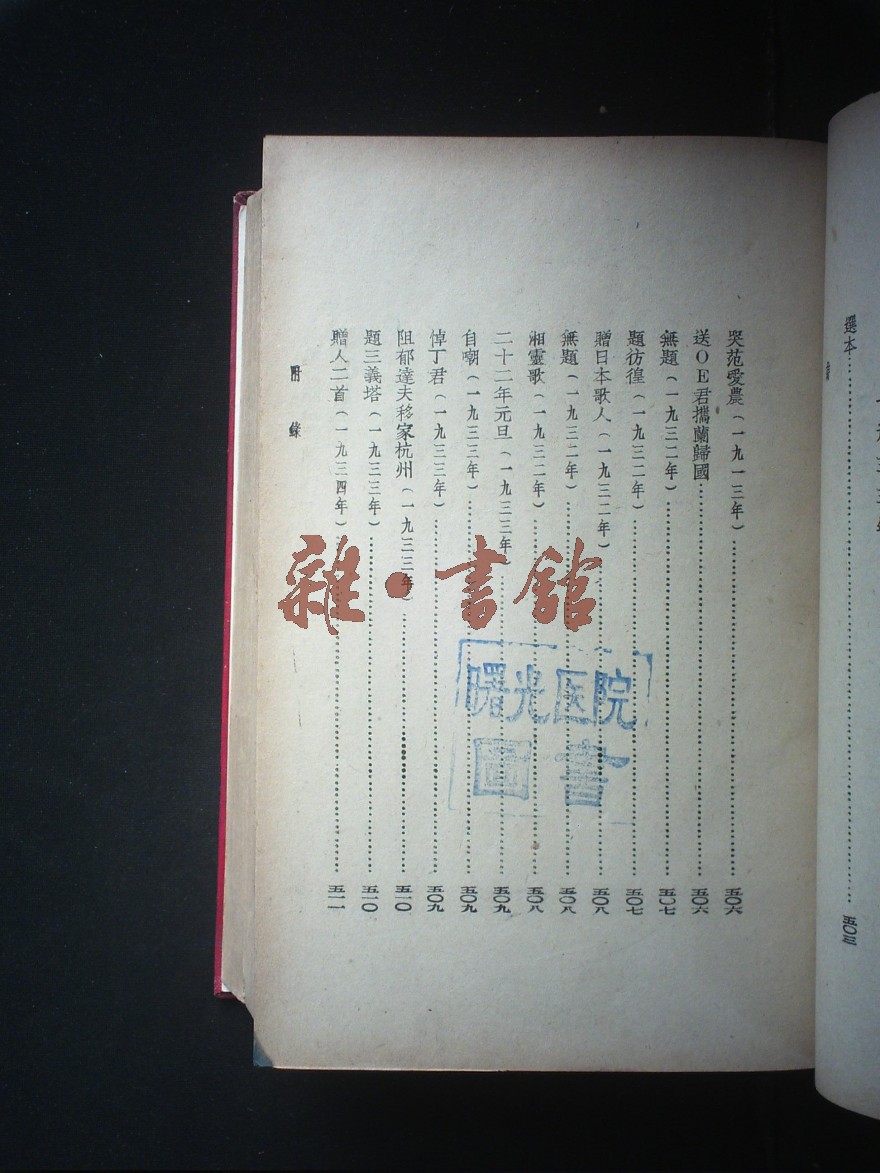 選本……五〇三
哭范愛農(一九一三年)……五〇六
送OE君攜蘭歸國……五〇六
無題(一九三二年)……五〇七
題彷徨(一九三二年)……五〇七
贈日本歌人(一九三二年)……五〇八
無題(一九三二年)……五〇八
湘靈歌(一九三二年)……五〇八
二十二年元旦(一九三三年)……五〇九
自嘲(一九三三年)……五〇九
悼丁君(一九三三年)……五〇九
阻郁達夫移家杭州(一九三三年)……五一〇
題三義塔(一九三三年)……五一〇
贈人二首(一九三四年)……五一一
附錄
雜·書館
曙光医院
圖書